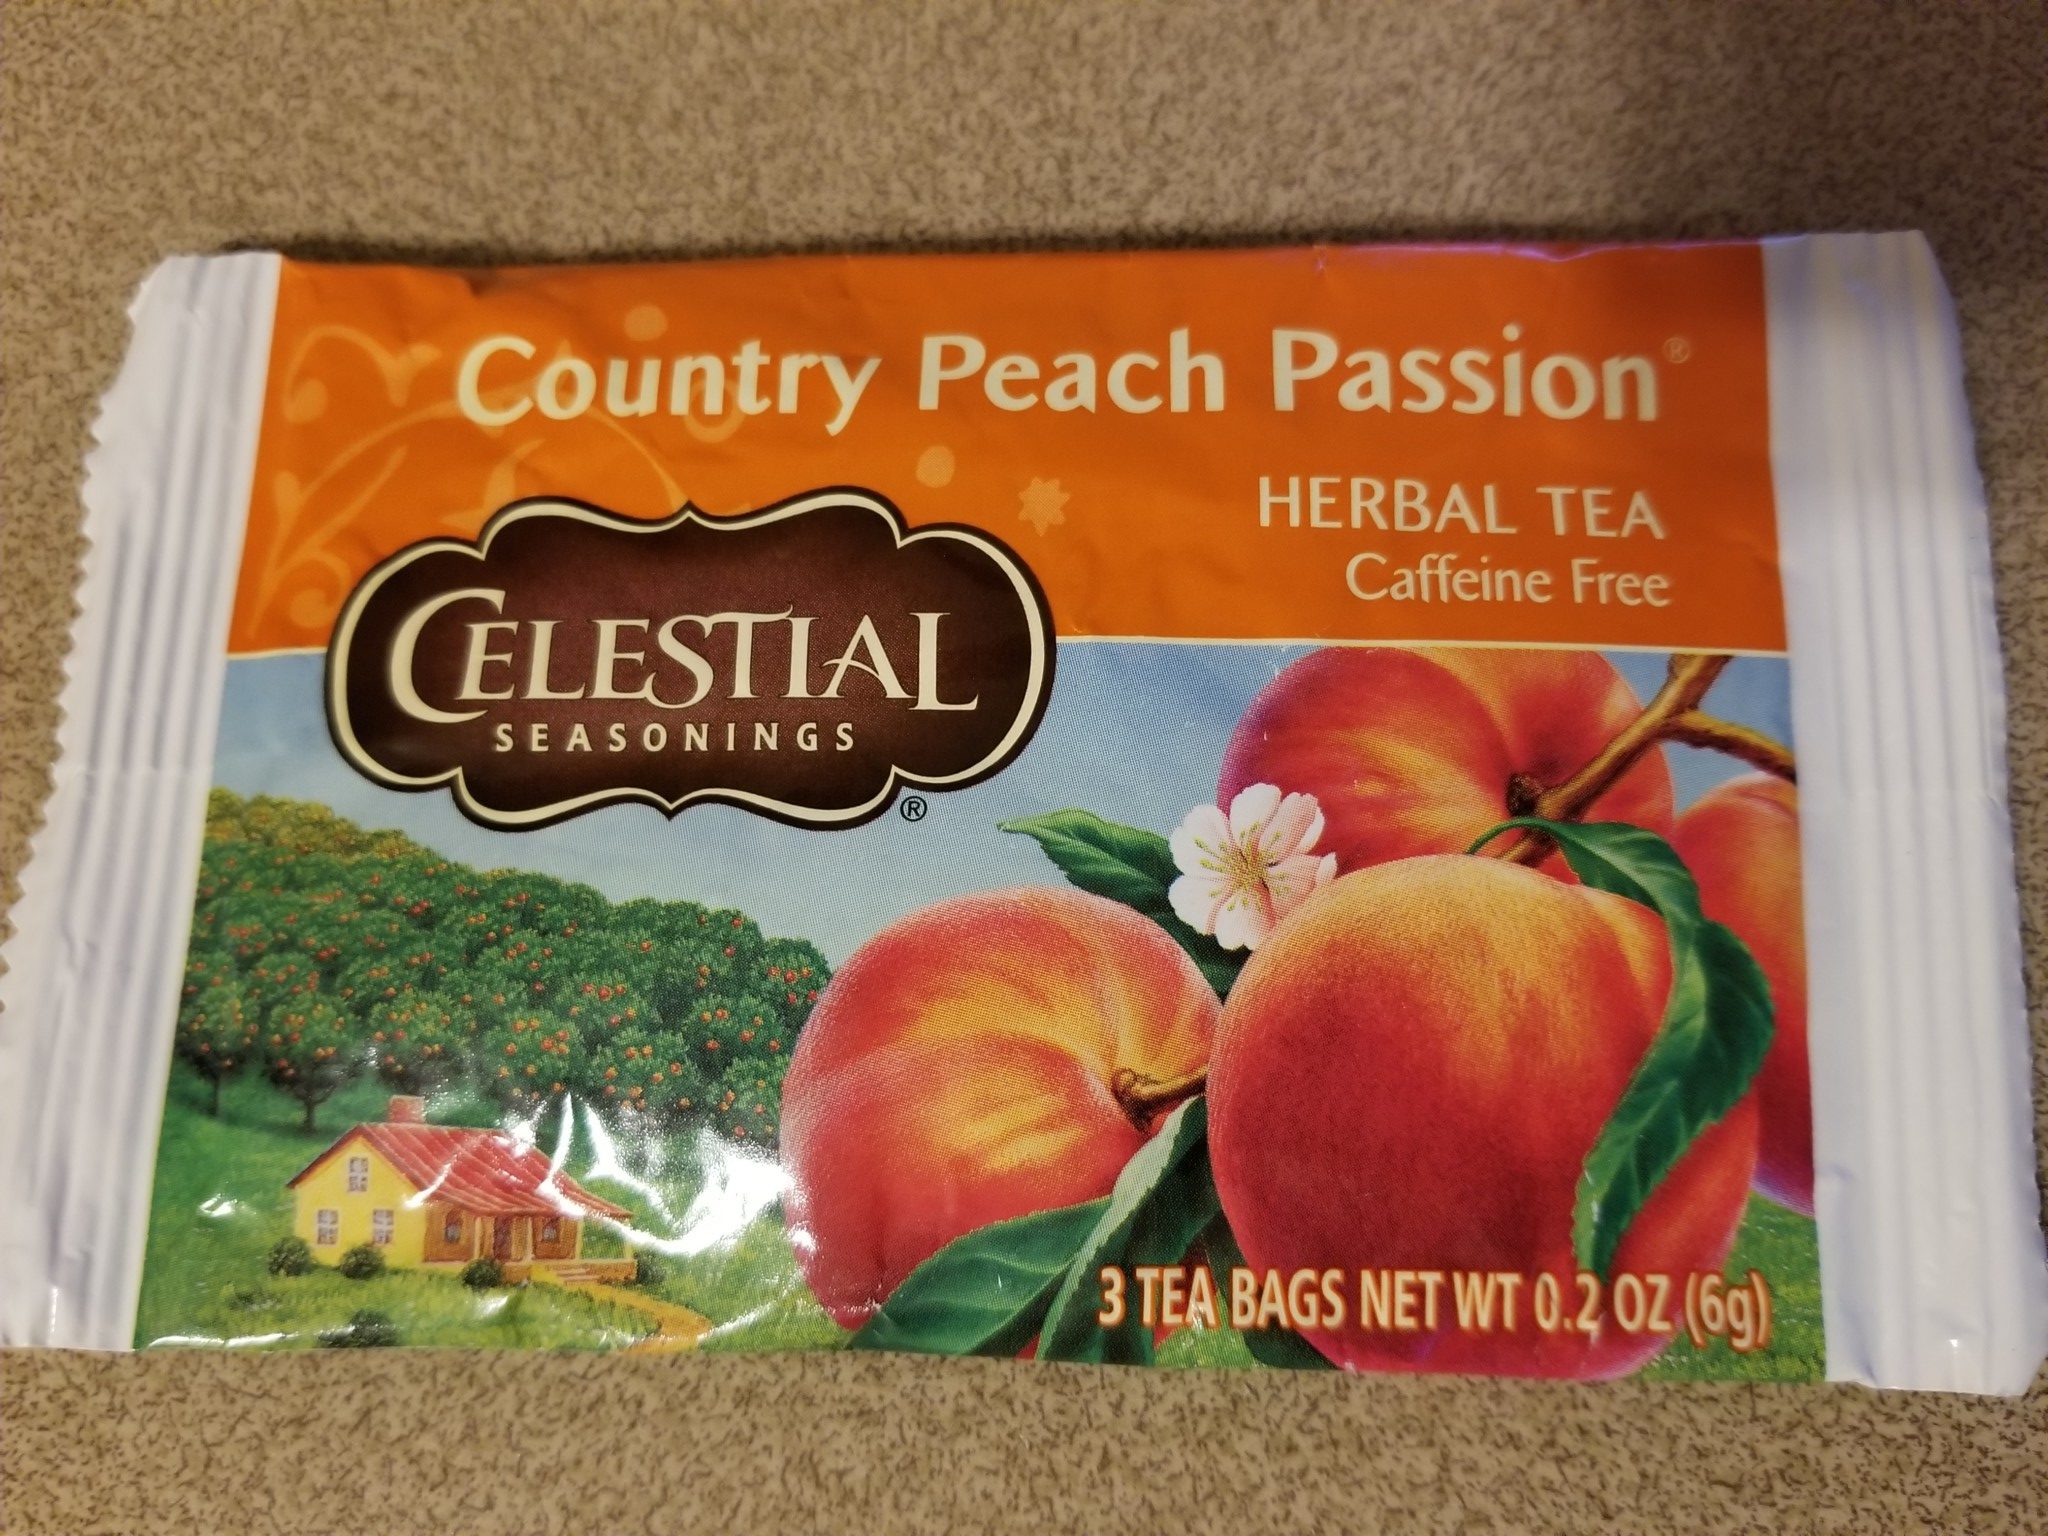 Country Peach Passion®
HERBAL TEA
Caffeine Free
CELESTIAL
SEASONINGS
®
3 TEA BAGS NET WT 0.2 OZ (6g)